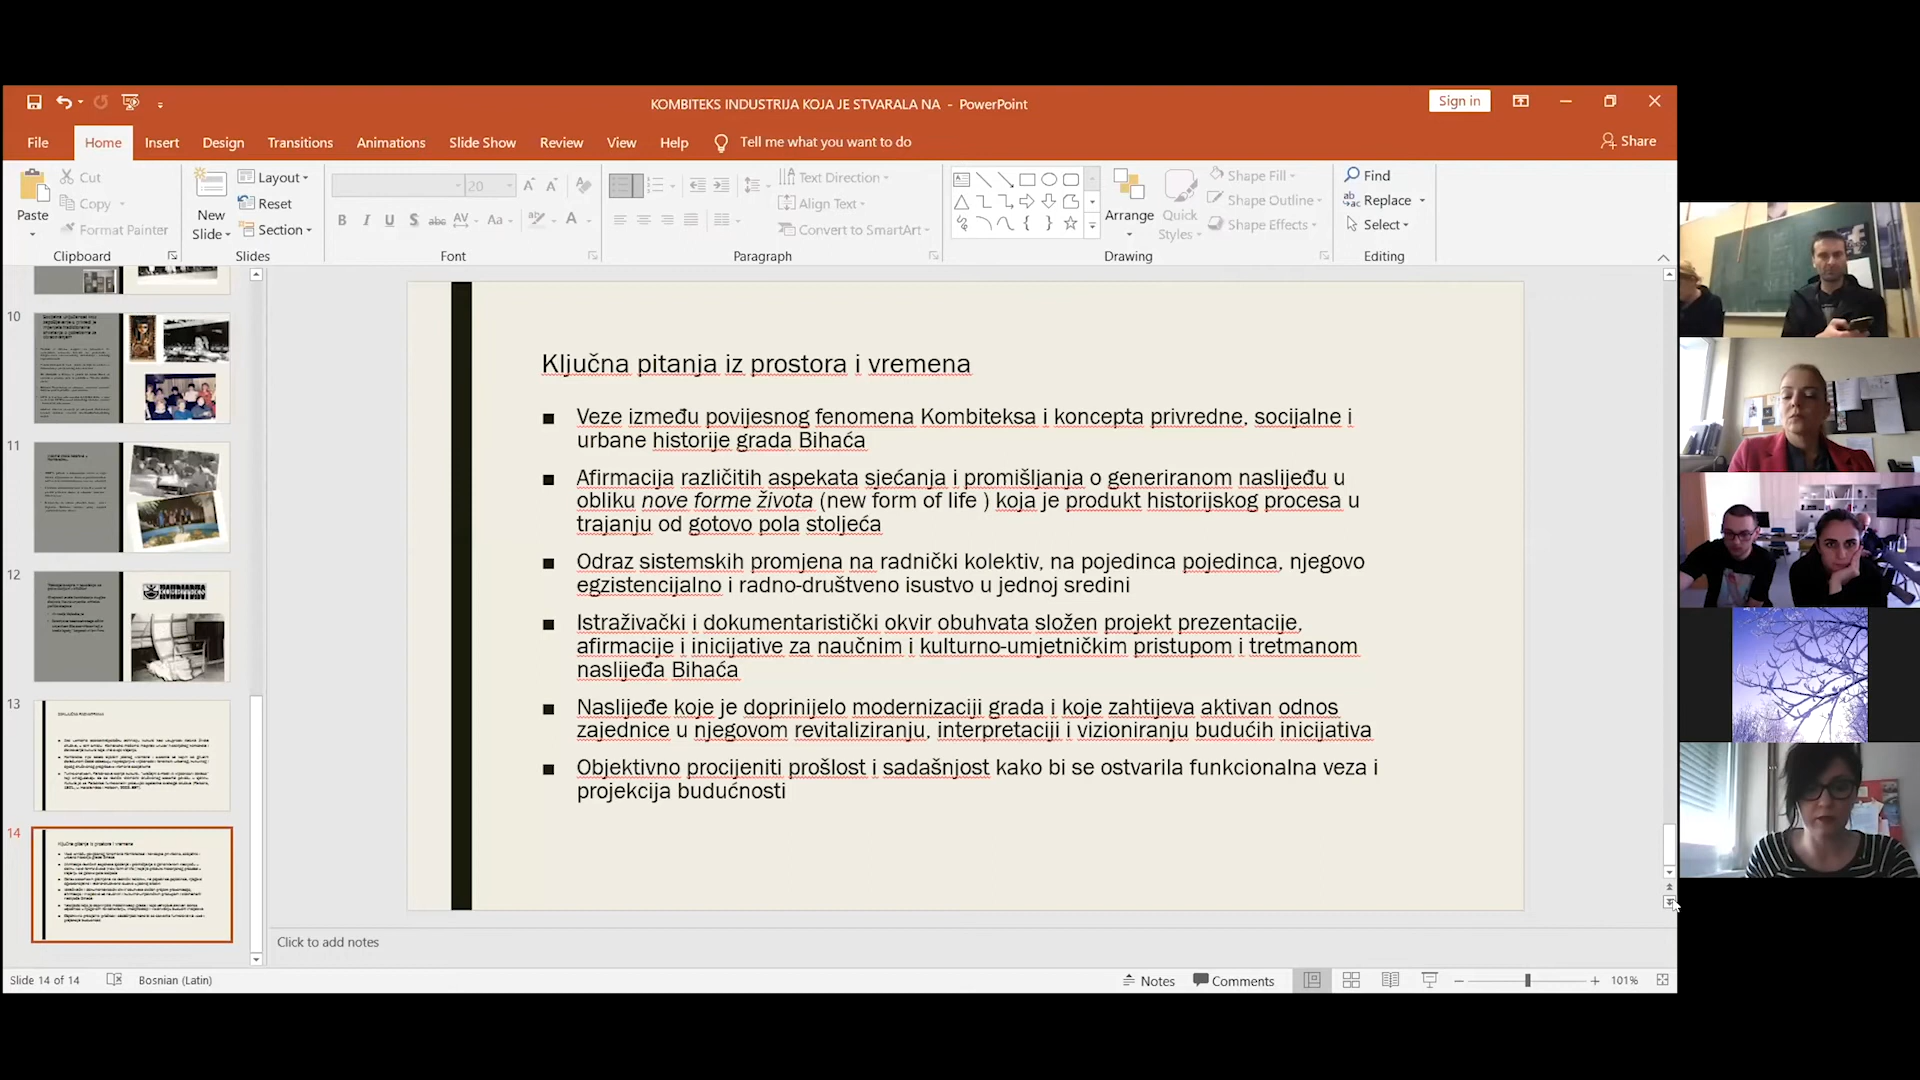 KOMBITEKS INDUSTRIJA KOJA JE STVARALA NA - PowerPoint
Sign in
File Home Insert Design Transitions Animations Slide Show Review View Help Tell me what you want to do
Share
Paste
Cut
Copy
Format Painter
Clipboard
New
Slide
Layout
Reset
Section
Slides
20
Font
Text Direction
Align Text
Convert to SmartArt
Paragraph
Arrange
Quick
Styles
Shape Fill
Shape Outline
Shape Effects
Drawing
Find
Replace
Select
Editing
10
11
12
13
14
Ključna pitanja iz prostora i vremena
Veze između povijesnog fenomena Kombiteksa i koncepta privredne, socijalne i
urbane historije grada Bihaća
Afirmacija različitih aspekata sjećanja i promišljanja o generiranom naslijeđu u
obliku nove forme života (new form of life ) koja je produkt historijskog procesa u
trajanju od gotovo pola stoljeća
Odraz sistemskih promjena na radnički kolektiv, na pojedinca pojedinca, njegovo
egzistencijalno i radno-društveno isustvo u jednoj sredini
Istraživački i dokumentaristički okvir obuhvata složen projekt prezentacije,
afirmacije i inicijative za naučnim i kulturno-umjetničkim pristupom i tretmanom
naslijeđa Bihaća
Naslijeđe koje je doprinijelo modernizaciji grada i koje zahtijeva aktivan odnos
zajednice u njegovom revitaliziranju, interpretaciji i vizioniranju budućih inicijativa
Objektivno procijeniti prošlost i sadašnjost kako bi se ostvarila funkcionalna veza i
projekcija budućnosti
Click to add notes
Slide 14 of 14
Bosnian (Latin)
Notes
Comments
101%